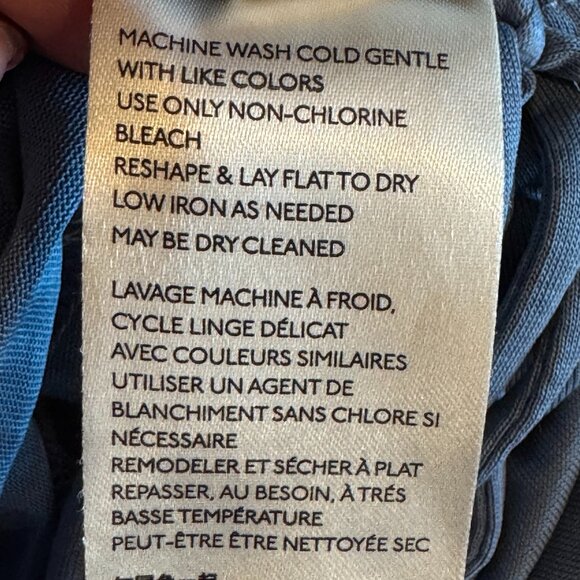 MACHINE WASH COLD GENTLE
WITH LIKE COLORS
USE ONLY NON-CHLORINE
BLEACH
RESHAPE & LAY FLAT TO DRY
LOW IRON AS NEEDED
MAY BE DRY CLEANED
LAVAGE MACHINE À FROID,
CYCLE LINGE DÉLICAT
AVEC COULEURS SIMILAIRES
UTILISER UN AGENT DE
BLANCHIMENT SANS CHLORE SI
NÉCESSAIRE
REMODELER ET SÉCHER À PLAT
REPASSER, AU BESOIN, À TRÉS
BASSE TEMPÉRATURE
PEUT-ÊTRE ÊTRE NETTOYÉE SEC